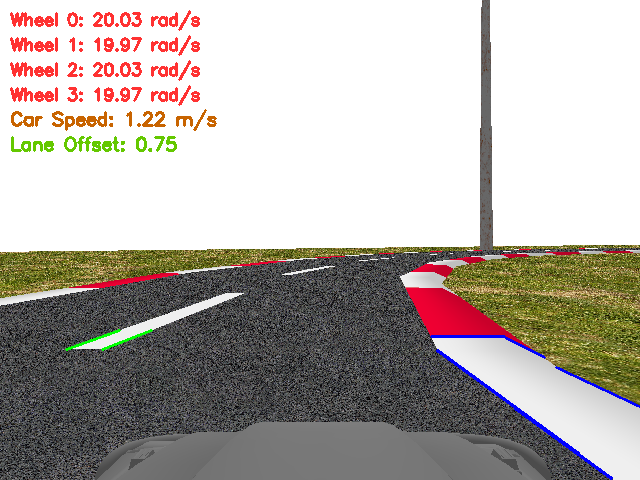 Wheel 0: 20.03 rad/s
Wheel 1: 19.97 rad/s
Wheel 2: 20.03 rad/s
Wheel 3: 19.97 rad/s
Car Speed: 1.22 m/s
Lane Offset: 0.75